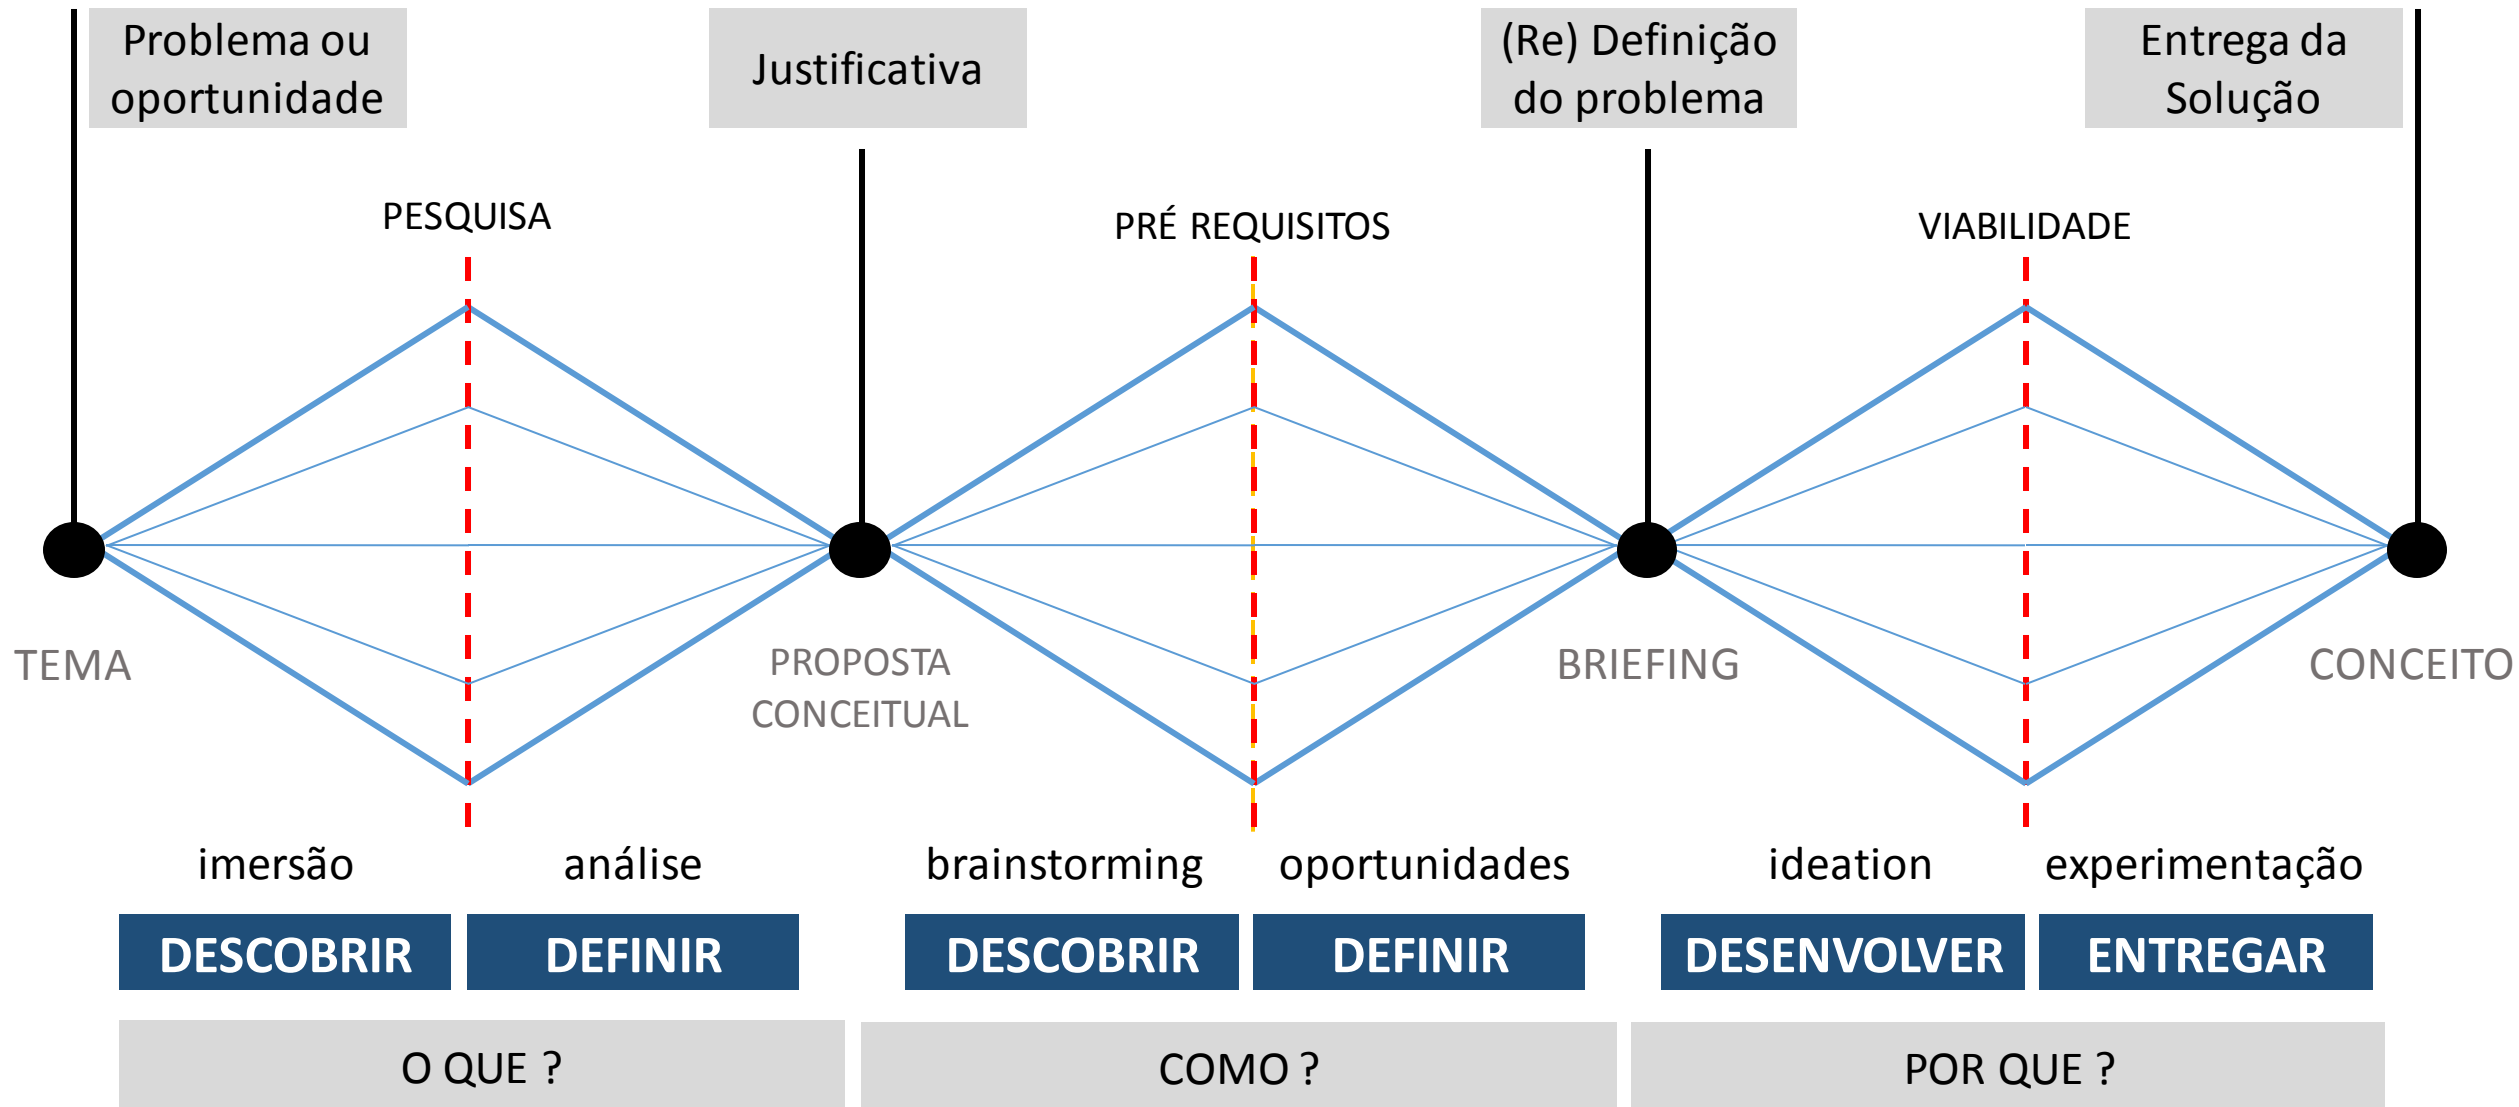 Problema ou
oportunidade
Justificativa
(Re) Definição
do problema
Entrega da
Solução
PESQUISA
PRÉ REQUISITOS
VIABILIDADE
TEMA
PROPOSTA
CONCEITUAL
BRIEFING
CONCEITO
imersão
análise
brainstorming
oportunidades
ideation
experimentação
DESCOBRIR
DEFINIR
DESCOBRIR
DEFINIR
DESENVOLVER
ENTREGAR
O QUE ?
COMO ?
POR QUE ?